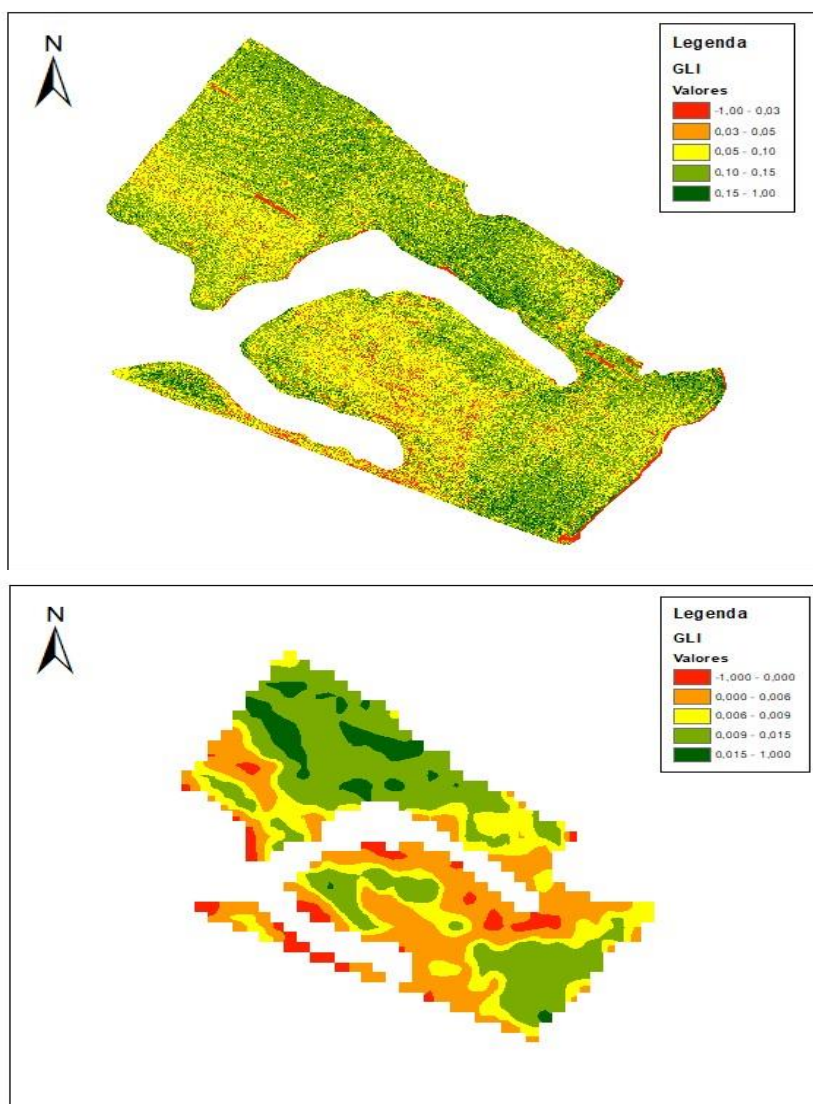 N
Legenda
GLI
Valores
-1,00 - 0,03
0,03 - 0,05
0,05 - 0,10
0,10 - 0,15
0,15 - 1,00
N
Legenda
GLI
Valores
-1,000 - 0,000
0,000 - 0,006
0,006 - 0,009
0,009 - 0,015
0,015 - 1,000